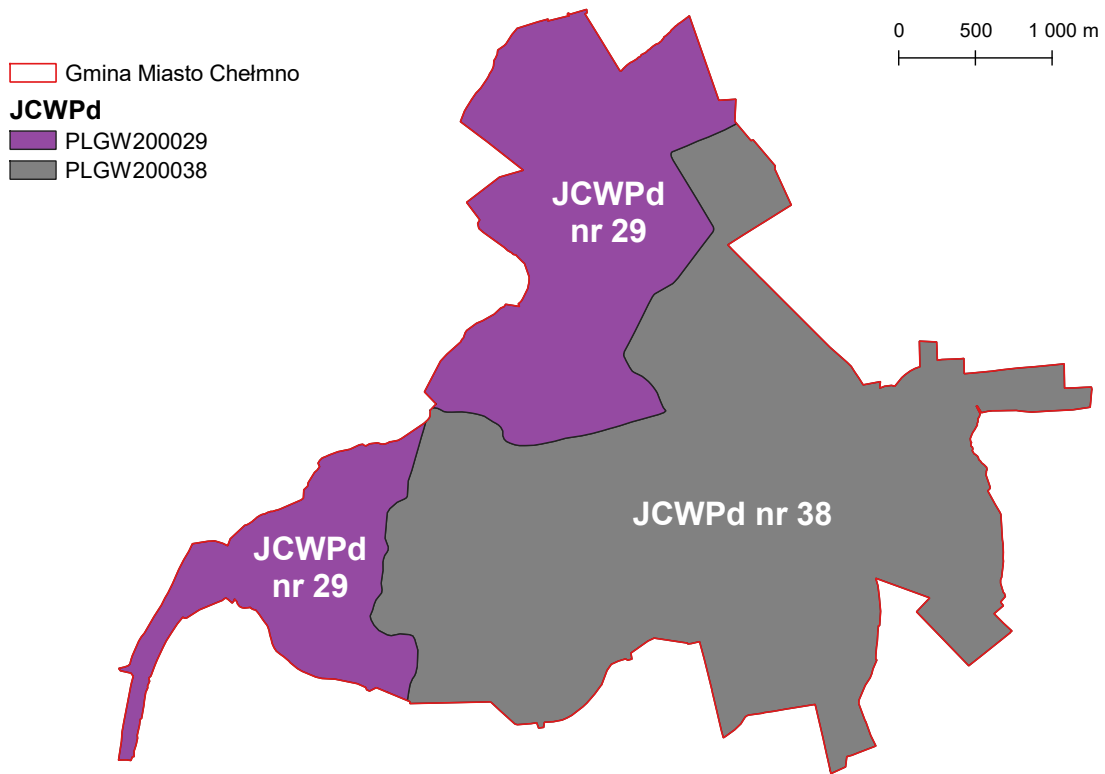 0 500 1 000 m
Gmina Miasto Chełmno
JCWPd
PLGW200029
PLGW200038
JCWPd
nr 29
JCWPd nr 38
JCWPd
nr 29